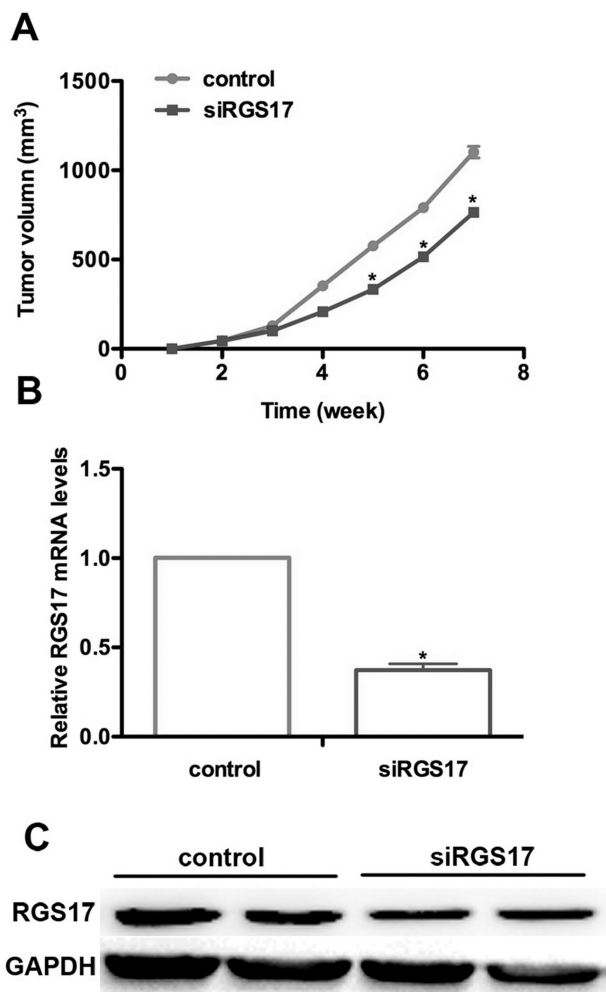 A
control
siRGS17
Tumor volumn (mm³)
1500
1000
500
0
*
*
*
0
2
4
6
8
Time (week)
B
Relative RGS17 mRNA levels
1.5
1.0
0.5
0.0
*
control
siRGS17
C
control
siRGS17
RGS17
GAPDH